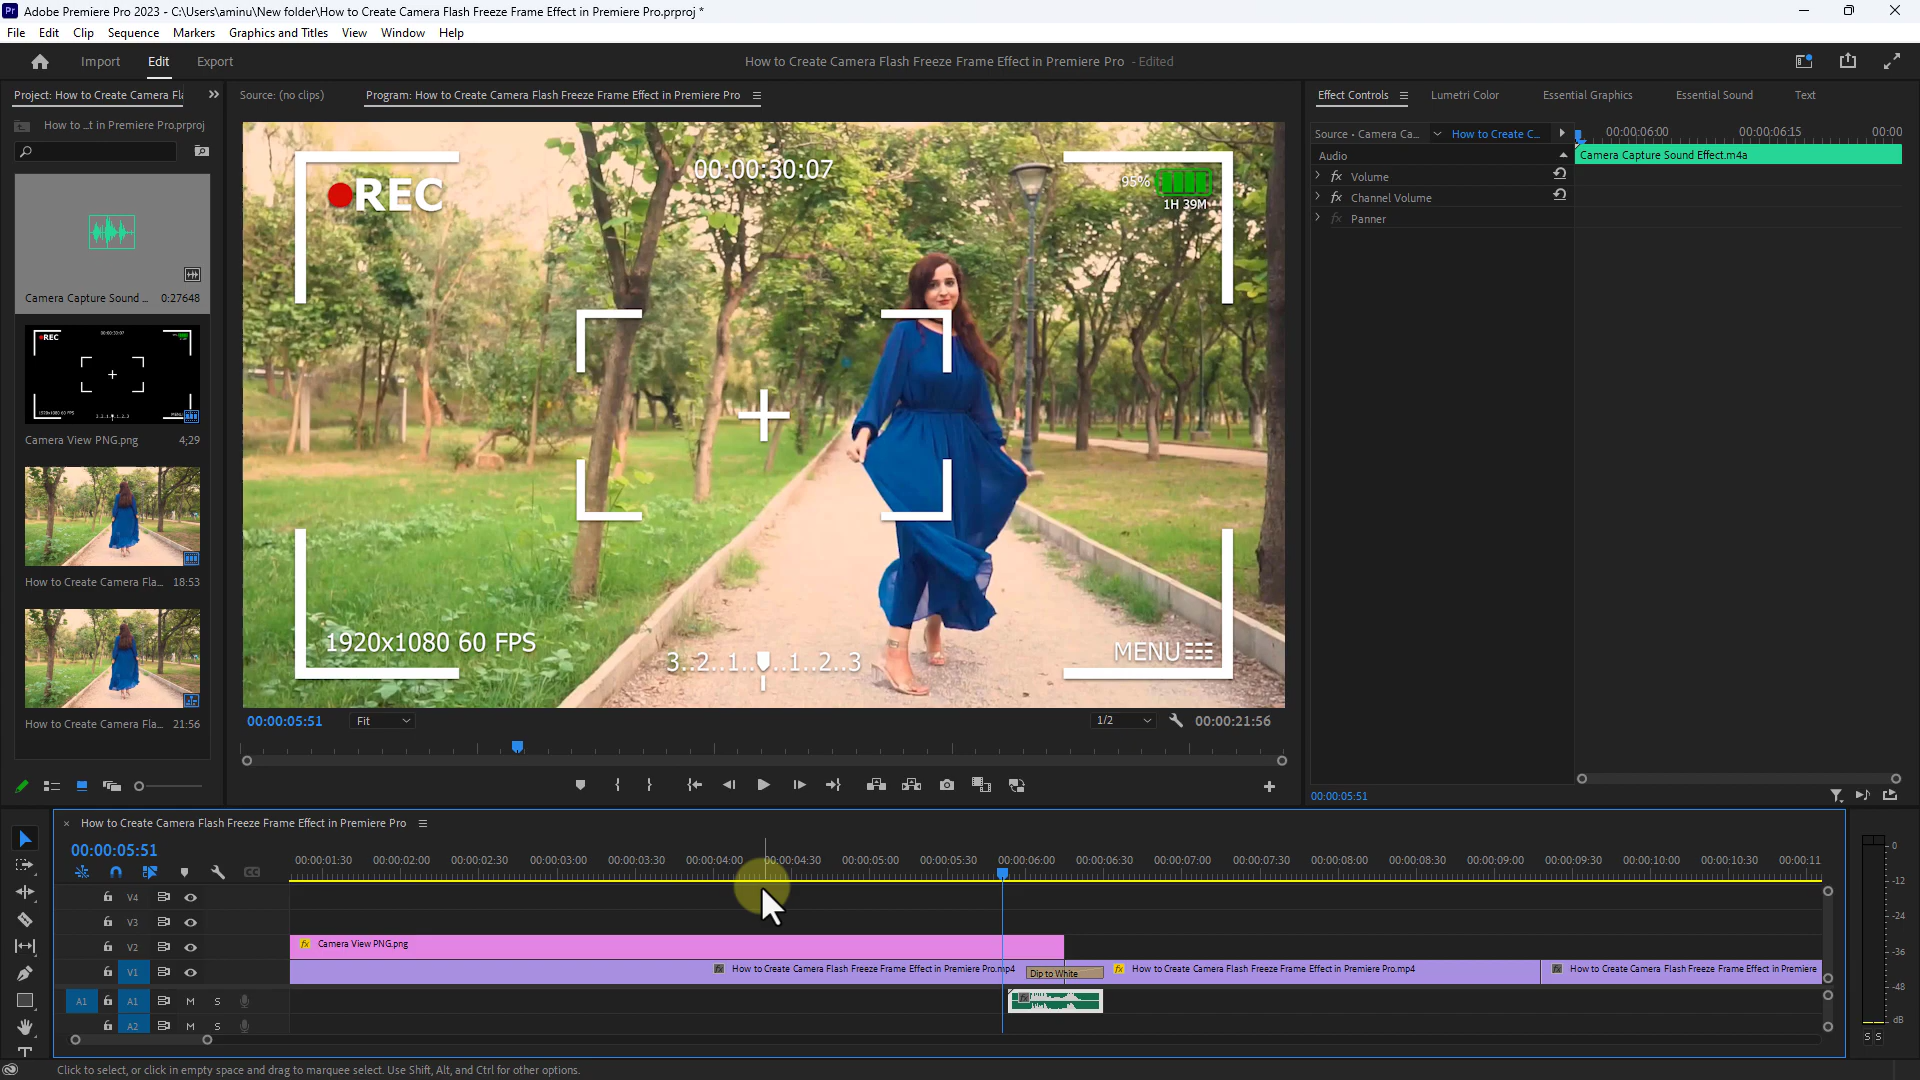 Pr Adobe Premiere Pro 2023 - C:\Users\aminu\New folder\How to Create Camera Flash Freeze Frame Effect in Premiere Pro.prproj *
File Edit Clip Sequence Markers Graphics and Titles View Window Help
Import Edit Export How to Create Camera Flash Freeze Frame Effect in Premiere Pro - Edited
Project: How to Create Camera Fl
How to ...t in Premiere Pro.prproj
Camera Capture Sound ... 0:27648
Camera View PNG.png 4;29
How to Create Camera Fla... 18:53
How to Create Camera Fla... 21:56
Source: (no clips) Program: How to Create Camera Flash Freeze Frame Effect in Premiere Pro
REC
00:00:30:07
95%
1H 39M
1920x1080 60 FPS
3..2..1..  ..1..2..3
MENU
00:00:05:51 Fit 1/2 00:00:21:56
Effect Controls Lumetri Color Essential Graphics Essential Sound Text
Source • Camera Ca... How to Create C... 00:00:06:00 00:00:06:15 00:00
Audio Camera Capture Sound Effect.m4a
fx Volume
fx Channel Volume
fx Panner
00:00:05:51
× How to Create Camera Flash Freeze Frame Effect in Premiere Pro
00:00:05:51
00:00:01:30 00:00:02:00 00:00:02:30 00:00:03:00 00:00:03:30 00:00:04:00 00:00:04:30 00:00:05:00 00:00:05:30 00:00:06:00 00:00:06:30 00:00:07:00 00:00:07:30 00:00:08:00 00:00:08:30 00:00:09:00 00:00:09:30 00:00:10:00 00:00:10:30 00:00:11
V4
V3
V2 fx Camera View PNG.png
V1 fx How to Create Camera Flash Freeze Frame Effect in Premiere Pro.mp4 Dip to White fx How to Create Camera Flash Freeze Frame Effect in Premiere Pro.mp4 fx How to Create Camera Flash Freeze Frame Effect in Premiere
A1 A1 M S fx
A2 M S
0
-12
-24
-36
-48
dB
S S
Click to select, or click in empty space and drag to marquee select. Use Shift, Alt, and Ctrl for other options.